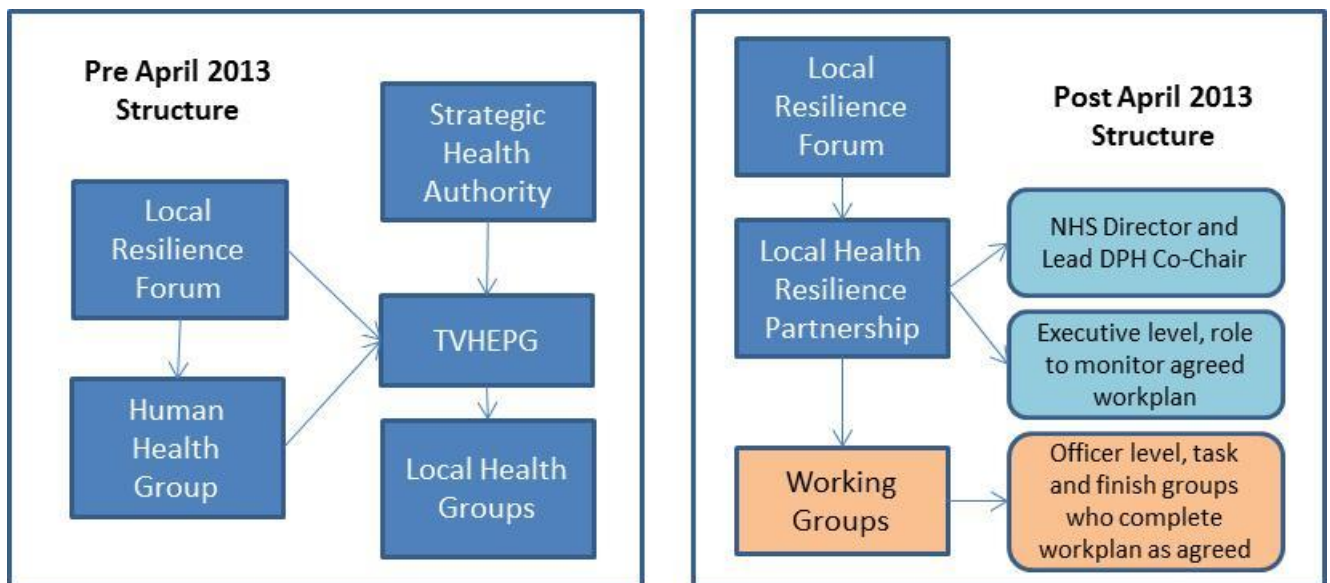 Pre April 2013
Structure
Strategic
Health
Authority
Local
Resilience
Forum
TVHEPG
Human
Health
Group
Local Health
Groups
Local
Resilience
Forum
Post April 2013
Structure
Local Health
Resilience
Partnership
NHS Director and
Lead DPH Co-Chair
Executive level, role
to monitor agreed
workplan
Working
Groups
Officer level, task
and finish groups
who complete
workplan as agreed